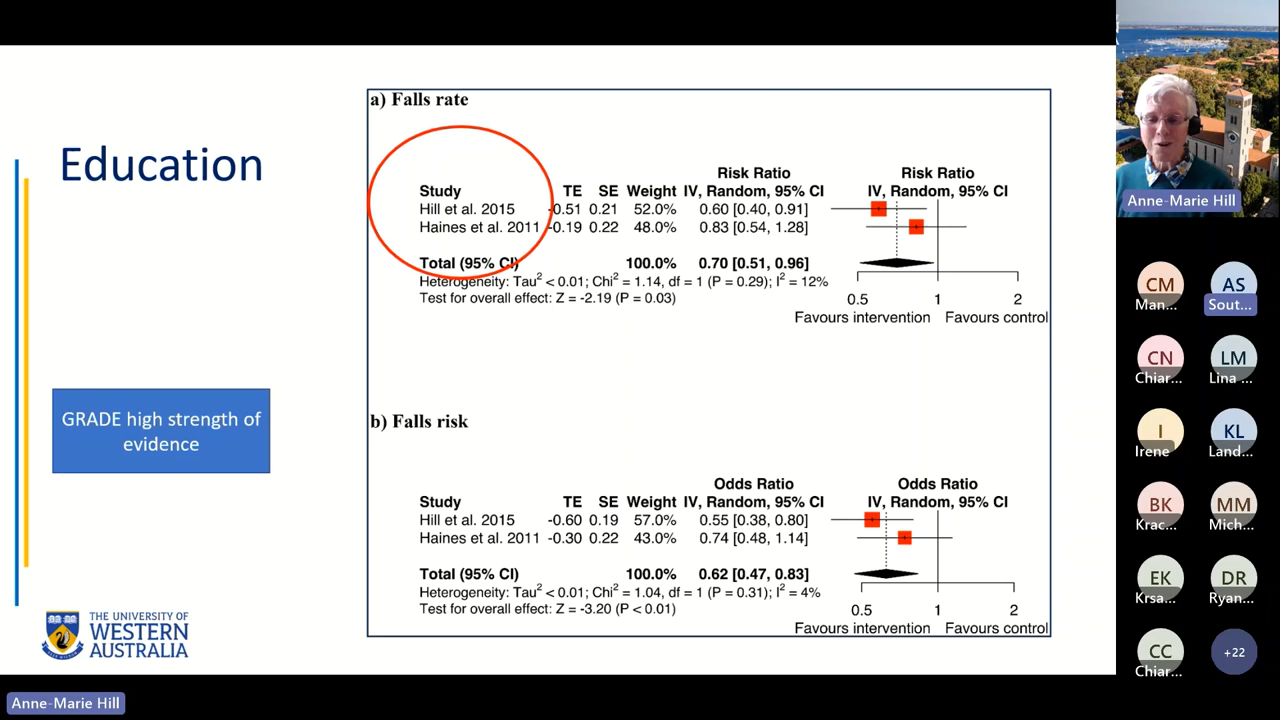 Education
GRADE high strength of
evidence
THE UNIVERSITY OF
WESTERN
AUSTRALIA
a) Falls rate
Risk Ratio Risk Ratio
Study TE SE Weight IV, Random, 95% CI IV, Random, 95% CI
Hill et al. 2015 -0.51 0.21 52.0% 0.60 [0.40, 0.91]
Haines et al. 2011 -0.19 0.22 48.0% 0.83 [0.54, 1.28]
Total (95% CI) 100.0% 0.70 [0.51, 0.96]
Heterogeneity: Tau² < 0.01; Chi² = 1.14, df = 1 (P = 0.29); I² = 12%
Test for overall effect: Z = -2.19 (P = 0.03)
0.5 1 2
Favours intervention Favours control
b) Falls risk
Odds Ratio Odds Ratio
Study TE SE Weight IV, Random, 95% CI IV, Random, 95% CI
Hill et al. 2015 -0.60 0.19 57.0% 0.55 [0.38, 0.80]
Haines et al. 2011 -0.30 0.22 43.0% 0.74 [0.48, 1.14]
Total (95% CI) 100.0% 0.62 [0.47, 0.83]
Heterogeneity: Tau² < 0.01; Chi² = 1.04, df = 1 (P = 0.31); I² = 4%
Test for overall effect: Z = -3.20 (P < 0.01)
0.5 1 2
Favours intervention Favours control
Anne-Marie Hill
CM AS
Man... Sout...
CN LM
Chiar... Lina ...
I KL
Irene Land...
BK MM
Krac... Mich...
EK DR
Krsa... Ryan...
CC +22
Chiar...
Anne-Marie Hill